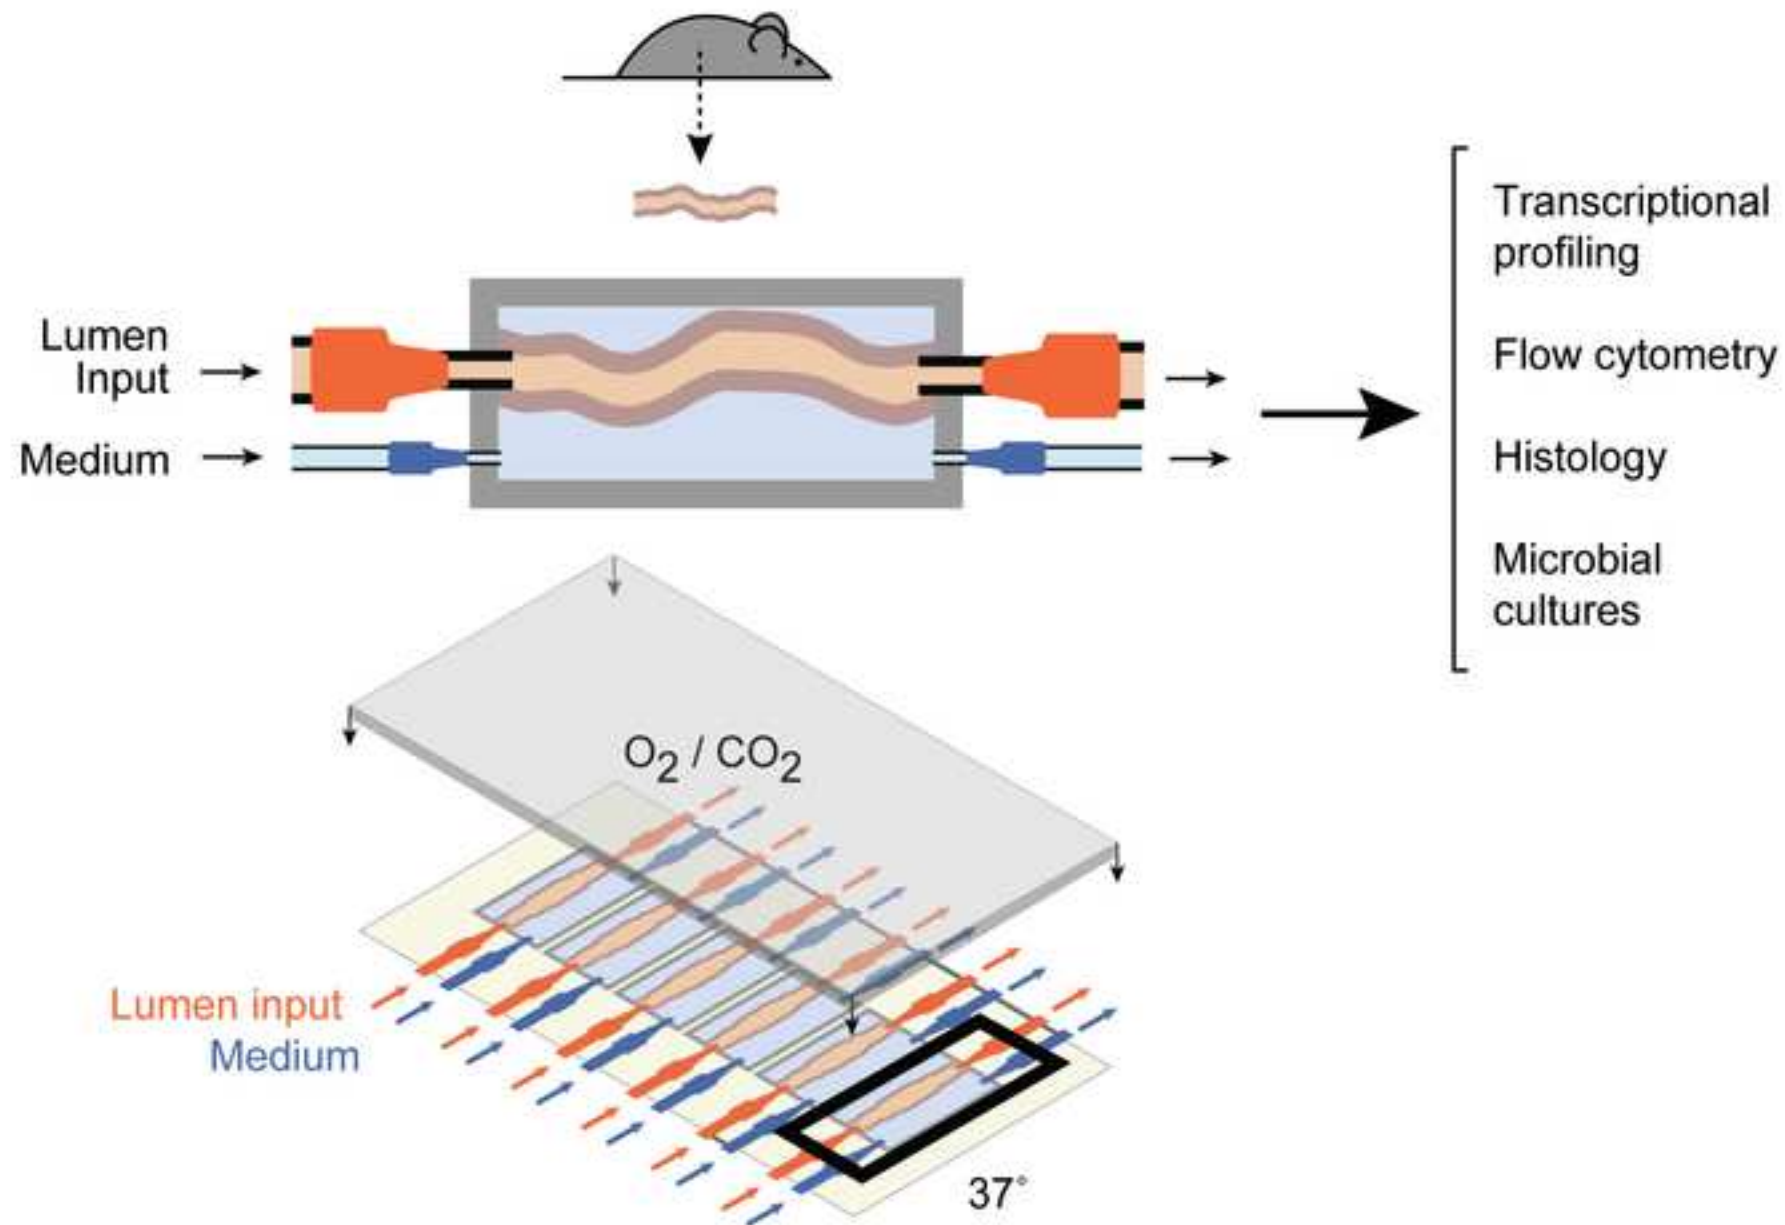 Lumen
Input
Medium
Transcriptional
profiling
Flow cytometry
Histology
Microbial
cultures
O₂ / CO₂
Lumen input
Medium
37°